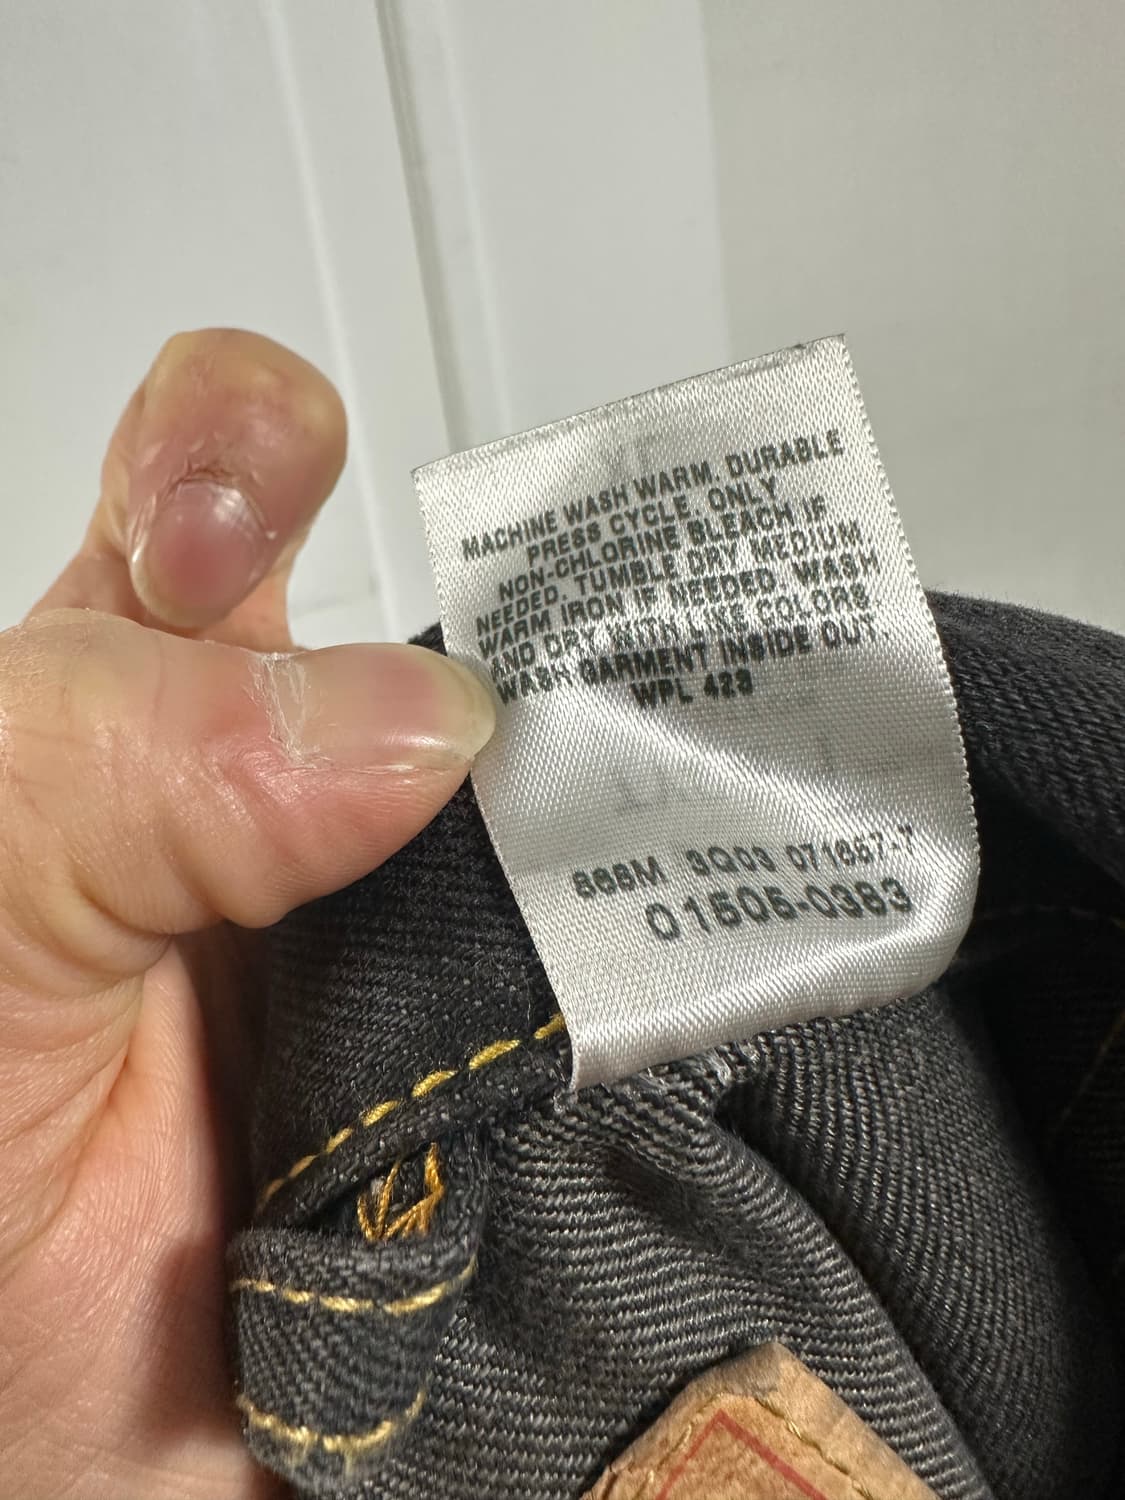 MACHINE WASH WARM, DURABLE
PRESS CYCLE. ONLY
NON-CHLORINE BLEACH IF
NEEDED. TUMBLE DRY MEDIUM
WARM IRON IF NEEDED. WASH
AND DRY WITH LIKE COLORS.
WASH GARMENT INSIDE OUT.
WPL 423
3Q03
01505-0383